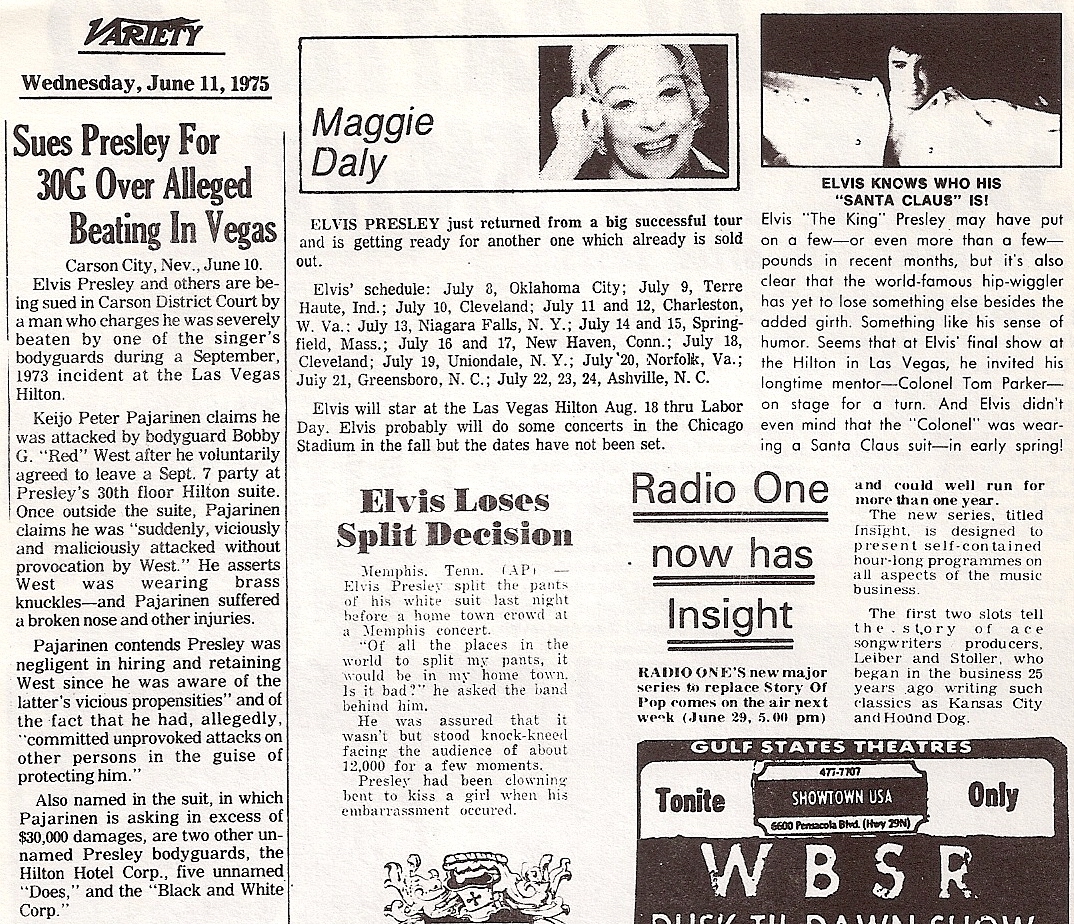 VARIETY
Wednesday, June 11, 1975
Sues Presley For
30G Over Alleged
Beating In Vegas
Carson City, Nev., June 10.
Elvis Presley and others are be-
ing sued in Carson District Court by
a man who charges he was severely
beaten by one of the singer's
bodyguards during a September,
1973 incident at the Las Vegas
Hilton.
Keijo Peter Pajarinen claims he
was attacked by bodyguard Bobby
G. "Red" West after he voluntarily
agreed to leave a Sept. 7 party at
Presley's 30th floor Hilton suite.
Once outside the suite, Pajarinen
claims he was "suddenly, viciously
and maliciously attacked without
provocation by West." He asserts
West was wearing brass
knuckles—and Pajarinen suffered
a broken nose and other injuries.
Pajarinen contends Presley was
negligent in hiring and retaining
West since he was aware of the
latter's vicious propensities" and of
the fact that he had, allegedly,
"committed unprovoked attacks on
other persons in the guise of
protecting him."
Also named in the suit, in which
Pajarinen is asking in excess of
$30,000 damages, are two other un-
named Presley bodyguards, the
Hilton Hotel Corp., five unnamed
"Does," and the "Black and White
Corp."
Maggie
Daly
ELVIS PRESLEY just returned from a big successful tour
and is getting ready for another one which already is sold
out.
Elvis' schedule: July 8, Oklahoma City; July 9, Terre
Haute, Ind.; July 10, Cleveland; July 11 and 12, Charleston,
W. Va.: July 13, Niagara Falls, N. Y.; July 14 and 15, Spring-
field, Mass.; July 16 and 17, New Haven, Conn.; July 18,
Cleveland; July 19, Uniondale, N. Y.; July 20, Norfolk, Va.;
July 21, Greensboro, N. C.; July 22, 23, 24, Ashville, N. C.
Elvis will star at the Las Vegas Hilton Aug. 18 thru Labor
Day. Elvis probably will do some concerts in the Chicago
Stadium in the fall but the dates have not been set.
ELVIS KNOWS WHO HIS
"SANTA CLAUS" IS!
Elvis "The King" Presley may have put
on a few—or even more than a few—
pounds in recent months, but it's also
clear that the world-famous hip-wiggler
has yet to lose something else besides the
added girth. Something like his sense of
humor. Seems that at Elvis' final show at
the Hilton in Las Vegas, he invited his
longtime mentor—Colonel Tom Parker—
on stage for a turn. And Elvis didn't
even mind that the "Colonel" was wear-
ing a Santa Claus suit—in early spring!
Elvis Loses
Split Decision
Memphis, Tenn. (AP) —
Elvis Presley split the pants
of his white suit last night
before a home town crowd at
a Memphis concert.
"Of all the places in the
world to split my pants, it
would be in my home town.
Is it bad?" he asked the band
behind him.
He was assured that it
wasn't but stood knock-kneed
facing the audience of about
12,000 for a few moments.
Presley had been clowning
bent to kiss a girl when his
embarrassment occured.
Radio One
now has
Insight
RADIO ONE'S new major
series to replace Story Of
Pop comes on the air next
week (June 29, 5.00 pm)
and could well run for
more than one year.
The new series, titled
Insight, is designed to
present self-contained
hour-long programmes on
all aspects of the music
business.
The first two slots tell
the story of ace
songwriters producers,
Leiber and Stoller, who
began in the business 25
years ago writing such
classics as Kansas City
and Hound Dog.
GULF STATES THEATRES
477-7707
Tonite
SHOWTOWN USA
Only
6600 Pensacola Blvd. (Hwy 29N)
WBSR
DUSK TIL DAWN SHOW